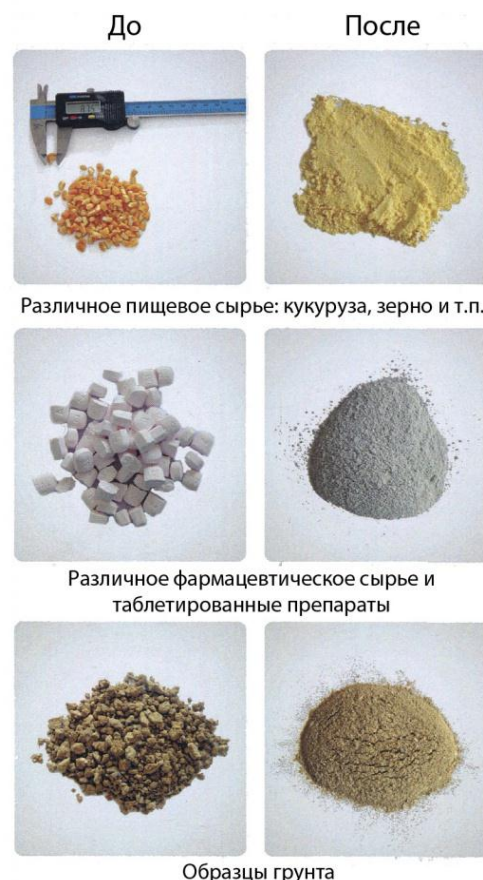 До
После
Различное пищевое сырье: кукуруза, зерно и т.п.
Различное фармацевтическое сырье и
таблетированные препараты
Образцы грунта